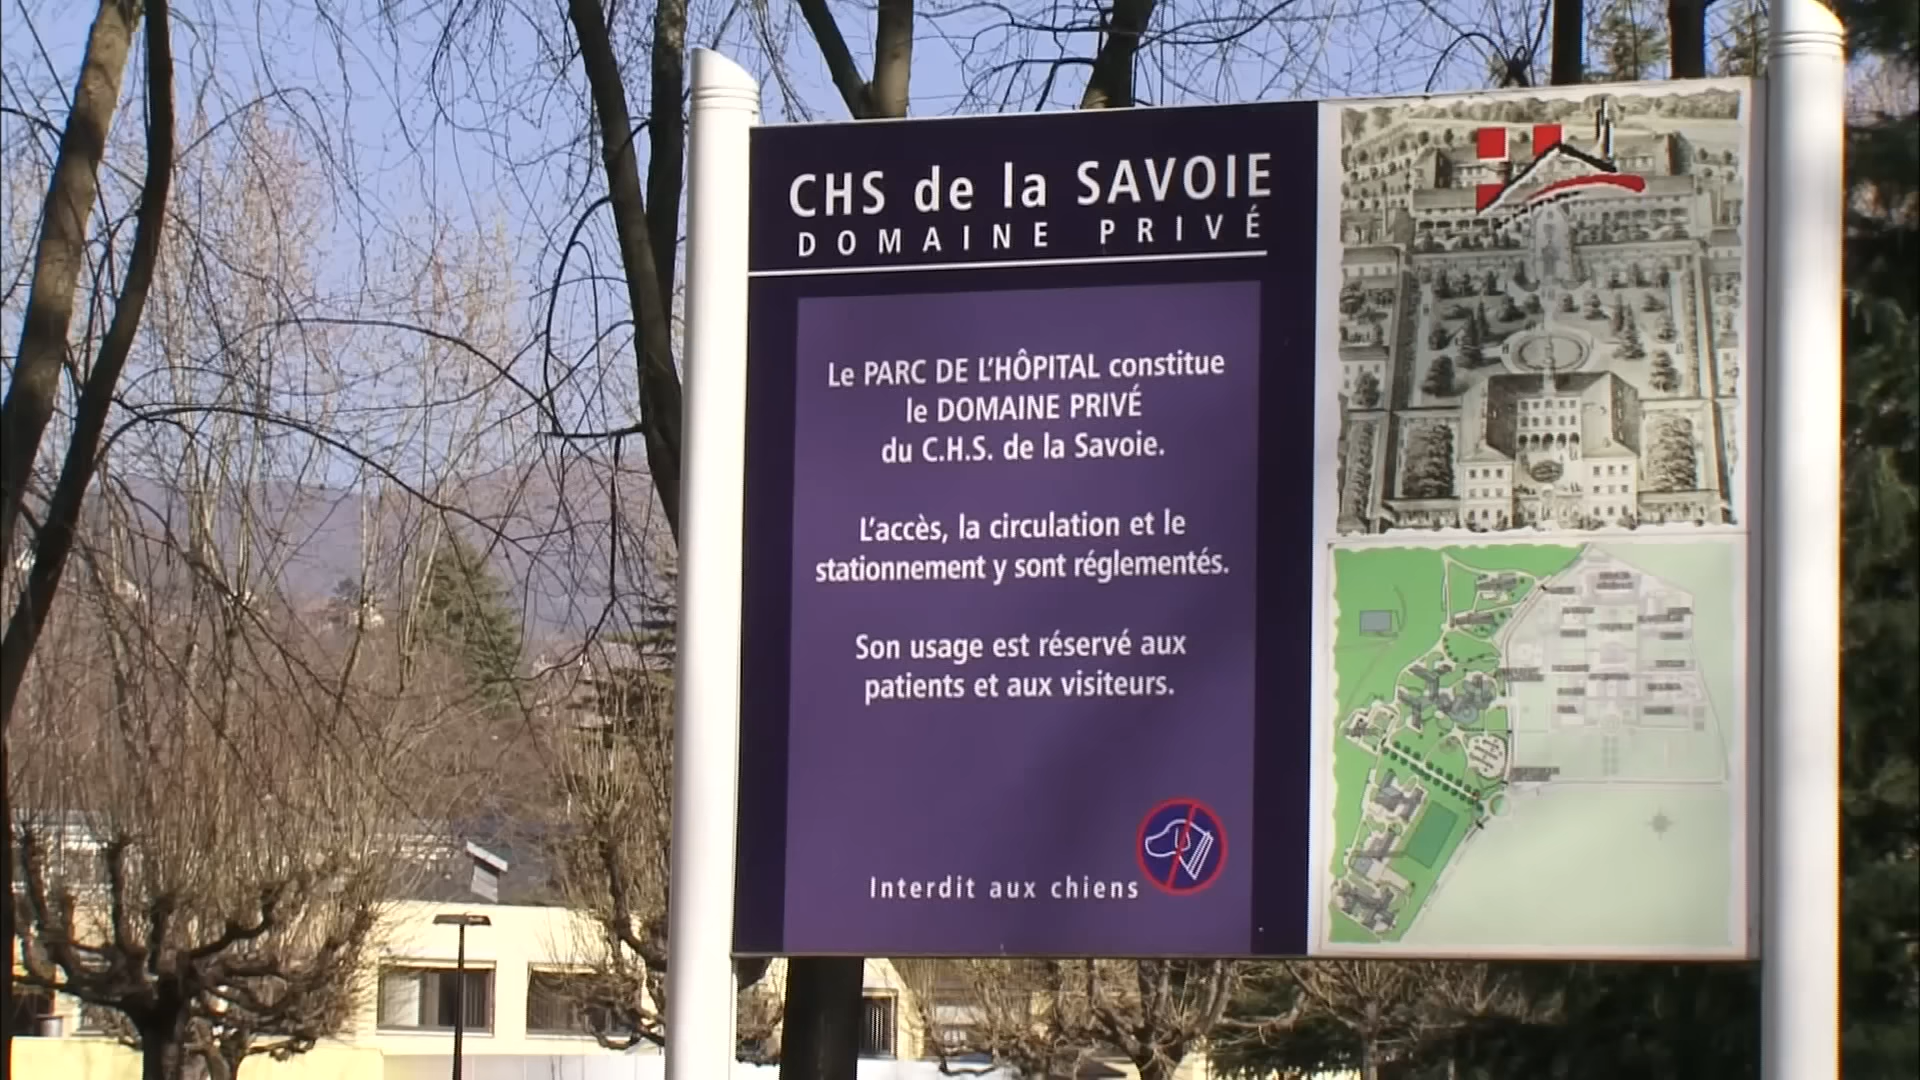 CHS de la SAVOIE
DOMAINE PRIVÉ
Le PARC DE L'HÔPITAL constitue
le DOMAINE PRIVÉ
du C.H.S. de la Savoie.
L'accès, la circulation et le
stationnement y sont réglementés.
Son usage est réservé aux
patients et aux visiteurs.
Interdit aux chiens